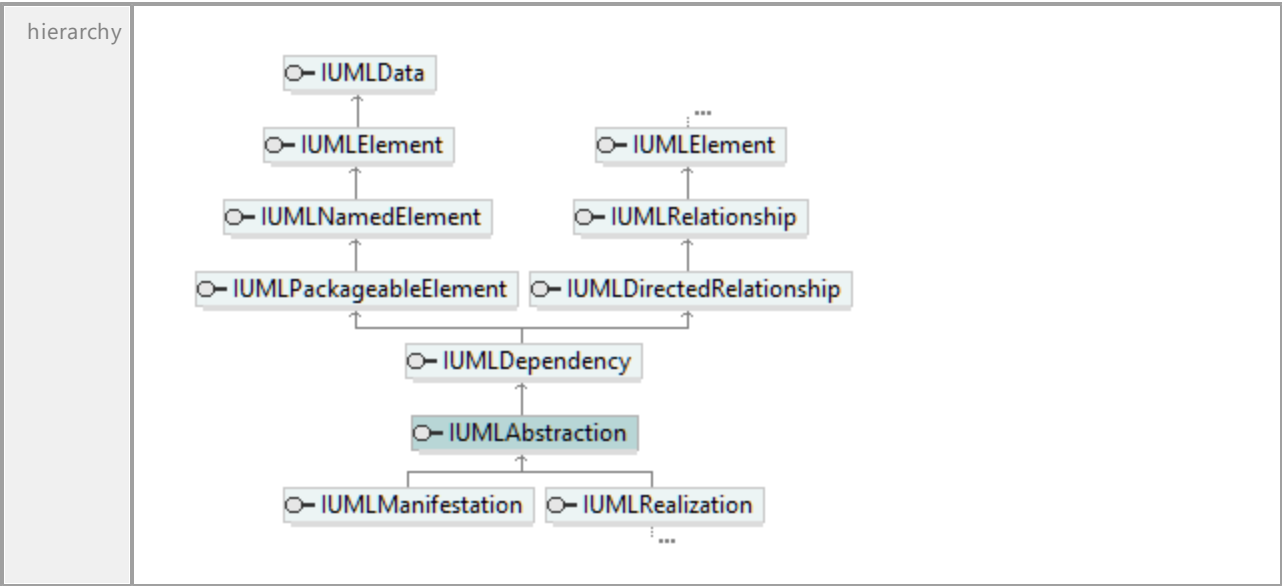 hierarchy
IUMLData
...
IUMLElement IUMLElement
IUMLNamedElement IUMLRelationship
IUMLPackageableElement IUMLDirectedRelationship
IUMLDependency
IUMLAbstraction
IUMLManifestation IUMLRealization
...